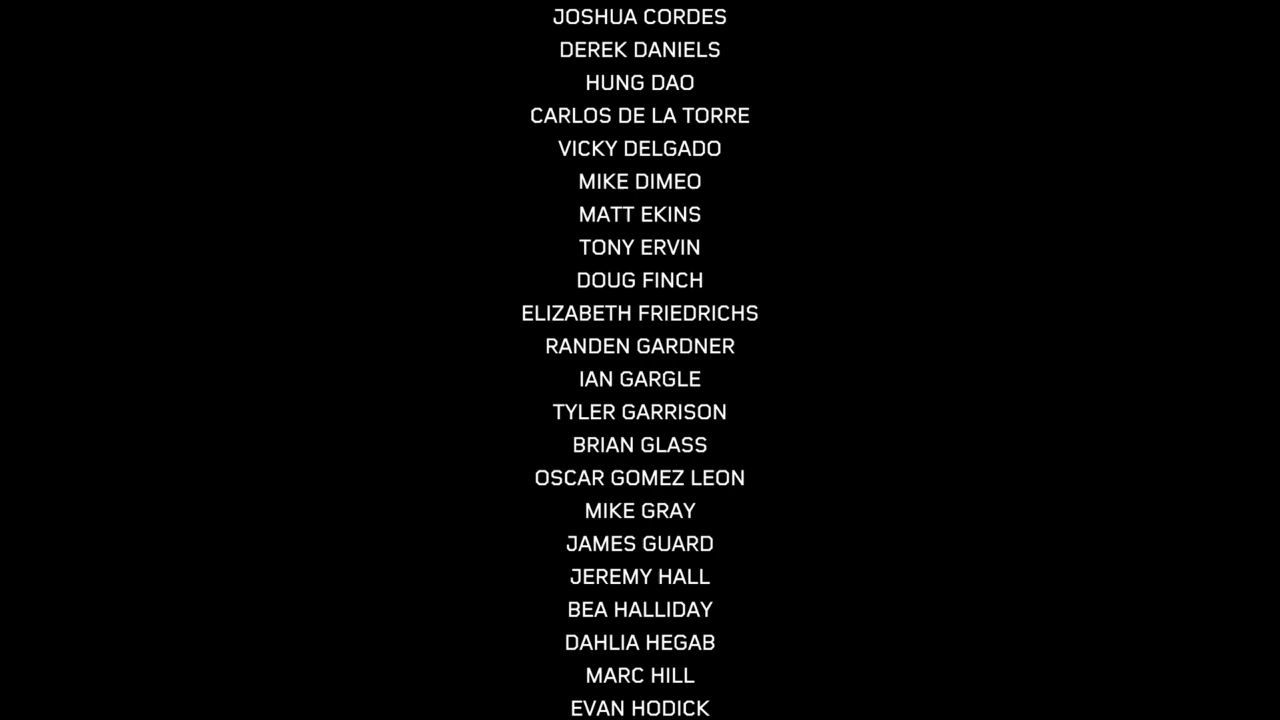 JOSHUA CORDES
DEREK DANIELS
HUNG DAO
CARLOS DE LA TORRE
VICKY DELGADO
MIKE DIMEO
MATT EKINS
TONY ERVIN
DOUG FINCH
ELIZABETH FRIEDRICHS
RANDEN GARDNER
IAN GARGLE
TYLER GARRISON
BRIAN GLASS
OSCAR GOMEZ LEON
MIKE GRAY
JAMES GUARD
JEREMY HALL
BEA HALLIDAY
DAHLIA HEGAB
MARC HILL
EVAN HODICK